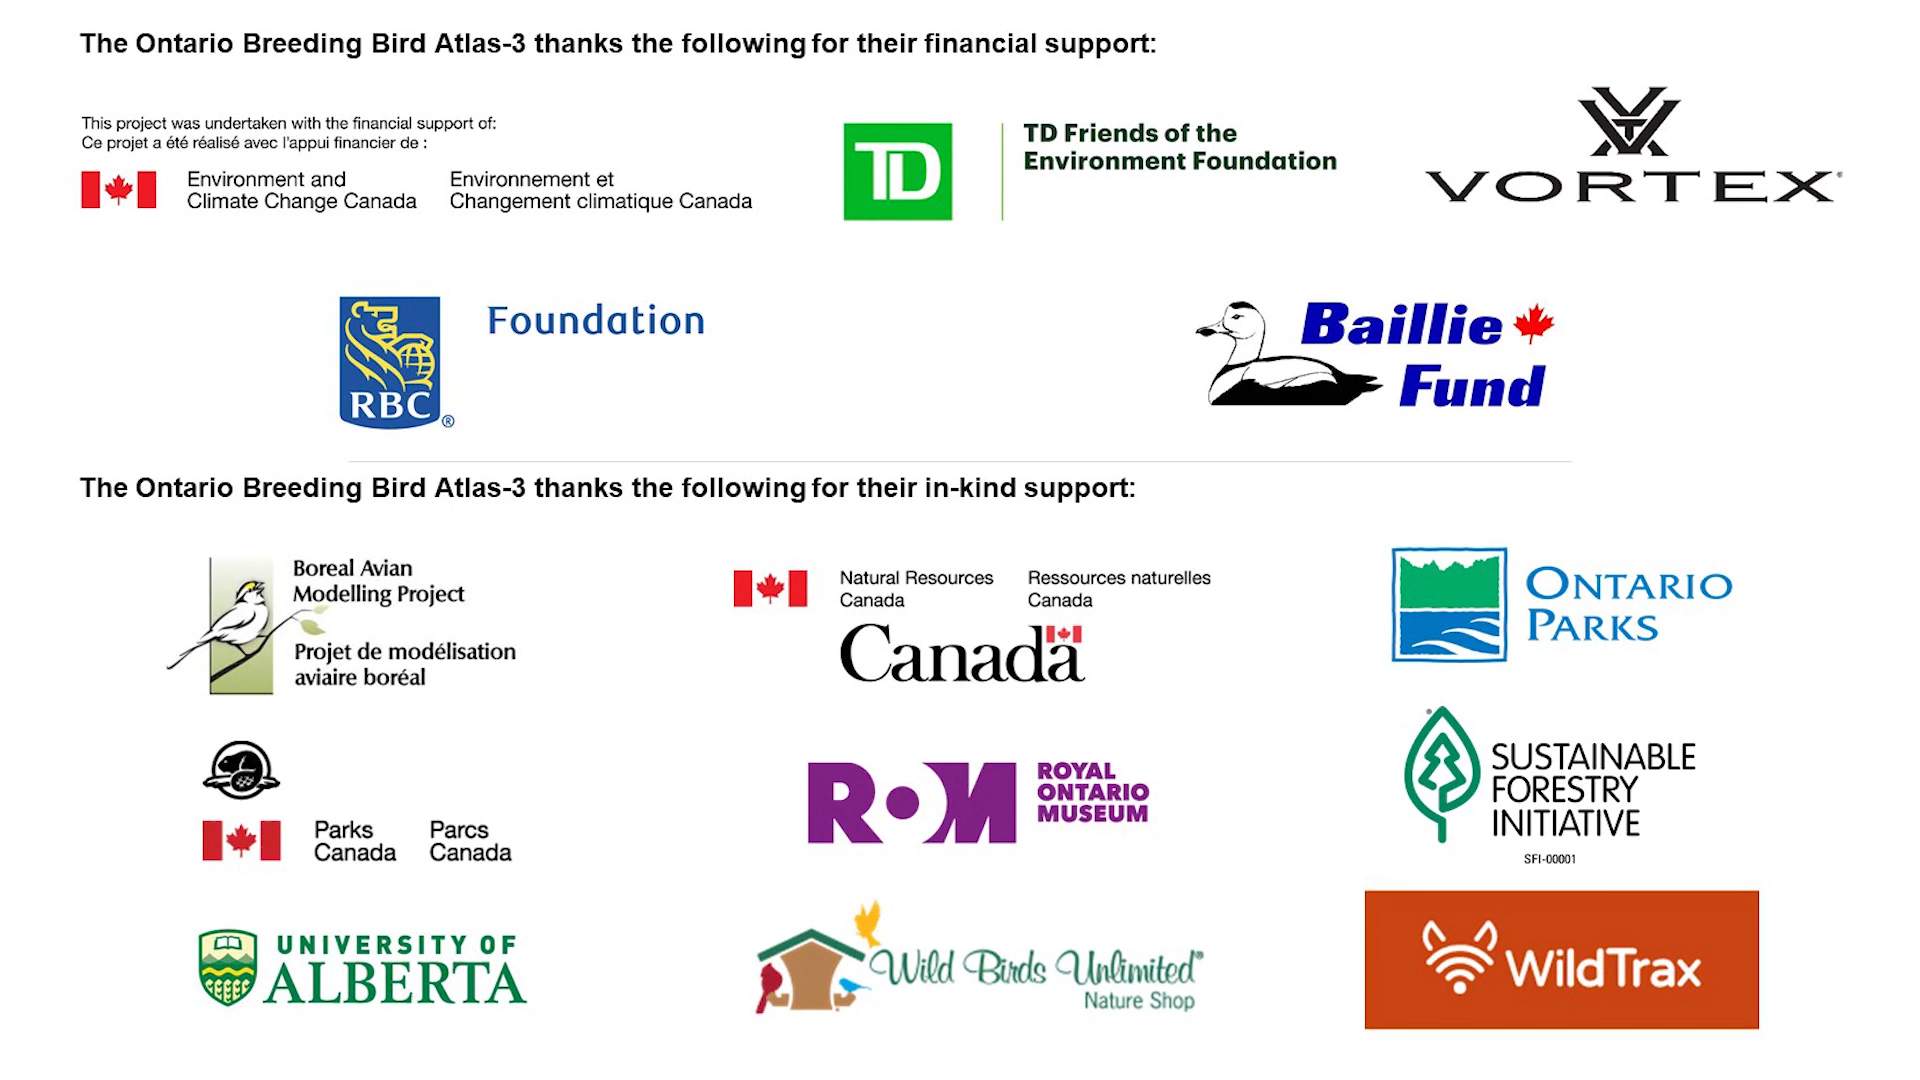 The Ontario Breeding Bird Atlas-3 thanks the following for their financial support:
This project was undertaken with the financial support of:
Ce projet a été réalisé avec l'appui financier de :
Environment and
Climate Change Canada
Environnement et
Changement climatique Canada
TD
TD Friends of the
Environment Foundation
VORTEX
RBC®
Foundation
Baillie
Fund
The Ontario Breeding Bird Atlas-3 thanks the following for their in-kind support:
Boreal Avian
Modelling Project
Projet de modélisation
aviaire boréal
Natural Resources
Canada
Ressources naturelles
Canada
Canada
ONTARIO
PARKS
Parks
Canada
Parcs
Canada
ROM
ROYAL
ONTARIO
MUSEUM
SUSTAINABLE
FORESTRY
INITIATIVE
SFI-00001
UNIVERSITY OF
ALBERTA
Wild Birds Unlimited®
Nature Shop
WildTrax